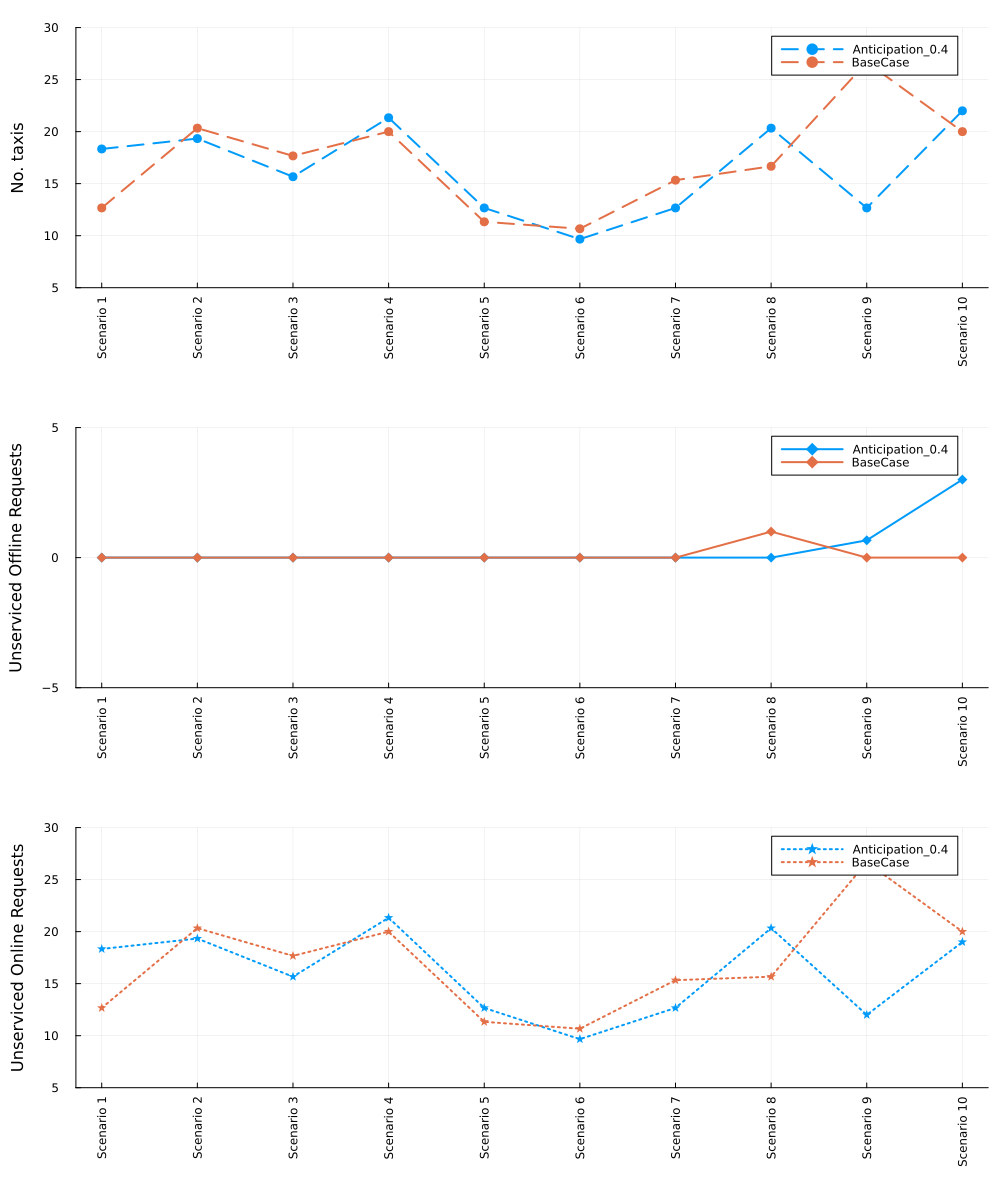 30
25
20
15
10
5
No. taxis
Anticipation_0.4
BaseCase
Scenario 1
Scenario 2
Scenario 3
Scenario 4
Scenario 5
Scenario 6
Scenario 7
Scenario 8
Scenario 9
Scenario 10
5
0
−5
Unserviced Offline Requests
Anticipation_0.4
BaseCase
Scenario 1
Scenario 2
Scenario 3
Scenario 4
Scenario 5
Scenario 6
Scenario 7
Scenario 8
Scenario 9
Scenario 10
30
25
20
15
10
5
Unserviced Online Requests
Anticipation_0.4
BaseCase
Scenario 1
Scenario 2
Scenario 3
Scenario 4
Scenario 5
Scenario 6
Scenario 7
Scenario 8
Scenario 9
Scenario 10